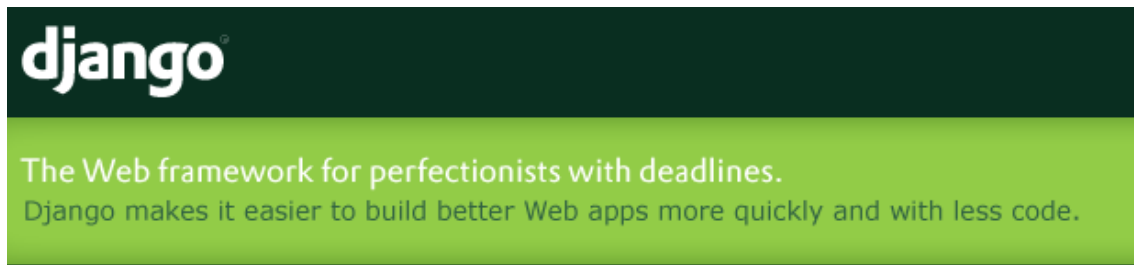 django
The Web framework for perfectionists with deadlines.
Django makes it easier to build better Web apps more quickly and with less code.